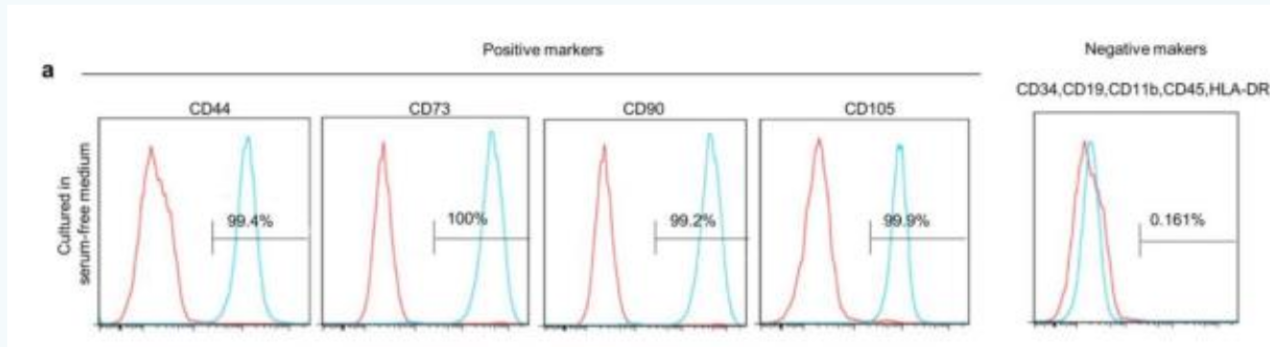 Positive markers
Negative makers
a
CD34,CD19,CD11b,CD45,HLA-DR
CD44
CD73
CD90
CD105
Cultured in
serum-free medium
99.4%
100%
99.2%
99.9%
0.161%